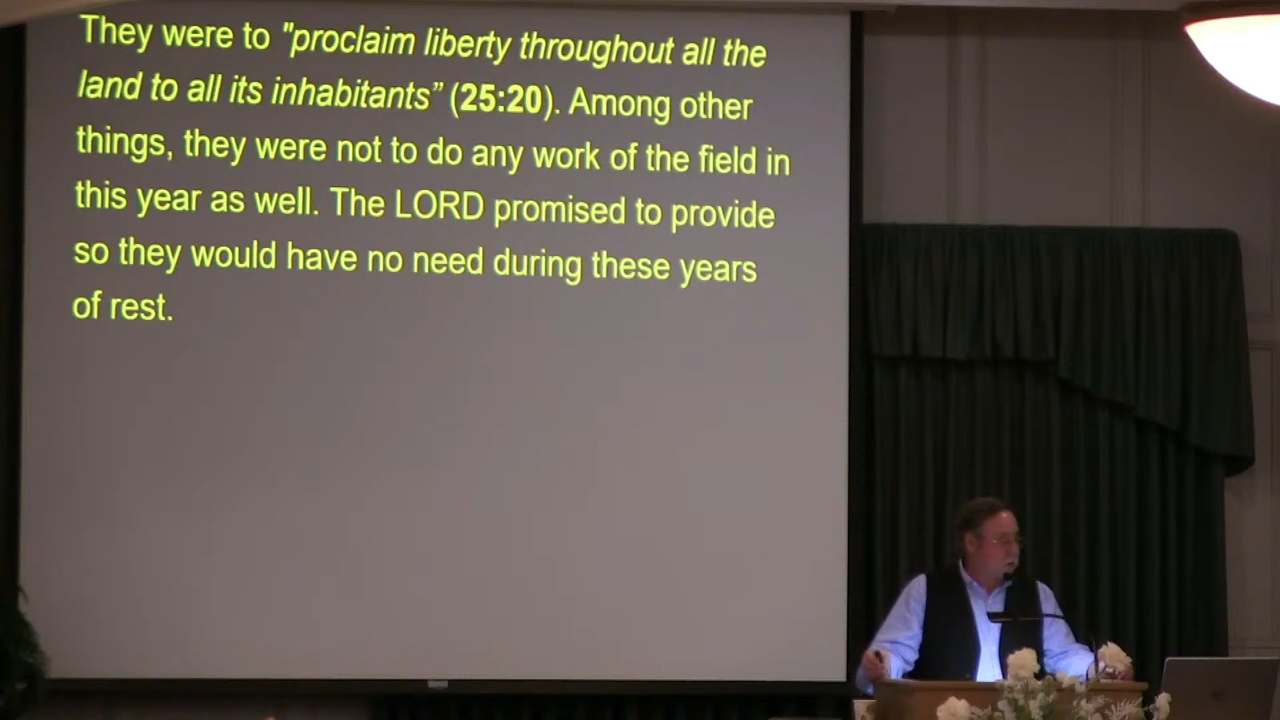 They were to "proclaim liberty throughout all the
land to all its inhabitants” (25:20). Among other
things, they were not to do any work of the field in
this year as well. The LORD promised to provide
so they would have no need during these years
of rest.